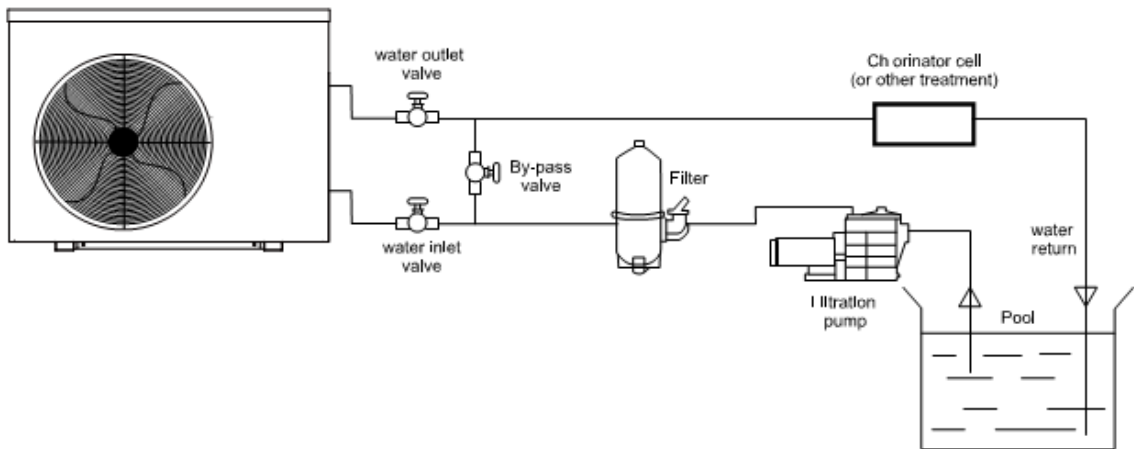 water outlet
valve
Ch orinator cell
(or other treatment)
By-pass
valve
Filter
water inlet
valve
water
return
I iltration
pump
Pool